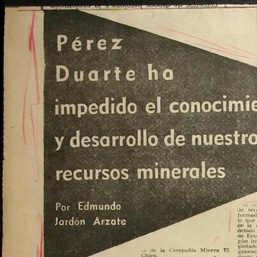 Pérez
Duarte ha
impedido el conocimie
y desarrollo de nuestro
recursos minerales
Por Edmundo
Jardón Arzate
de la Compañía Minera El